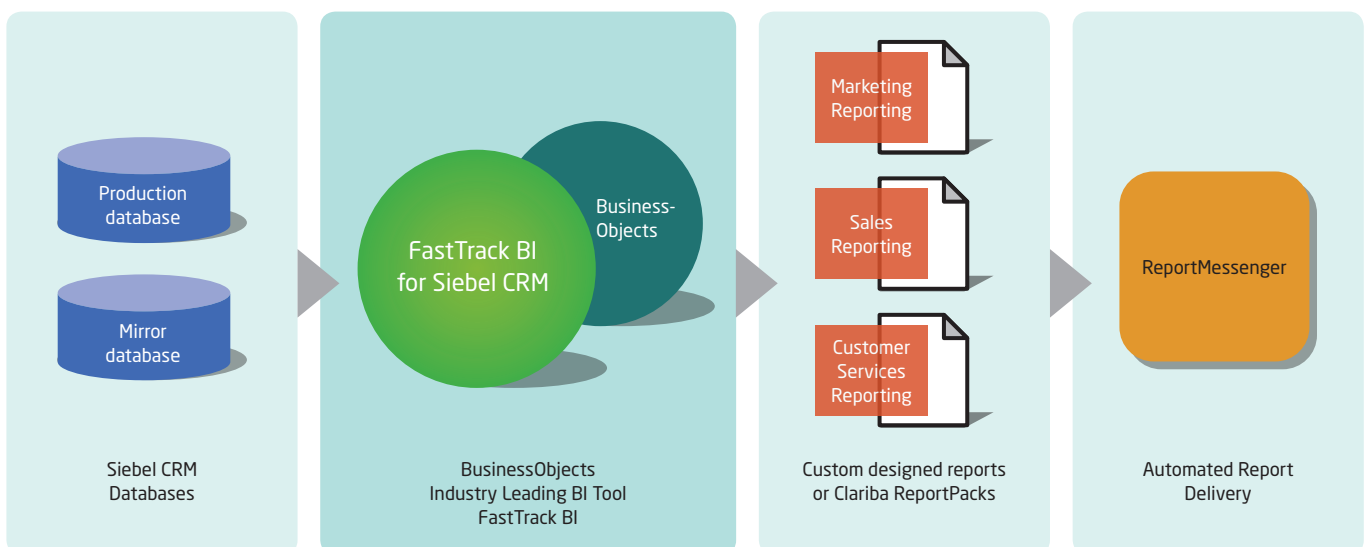 Production
database
Mirror
database
Siebel CRM
Databases
FastTrack BI
for Siebel CRM
Business-
Objects
BusinessObjects
Industry Leading BI Tool
FastTrack BI
Marketing
Reporting
Sales
Reporting
Customer
Services
Reporting
Custom designed reports
or Clariba ReportPacks
ReportMessenger
Automated Report
Delivery